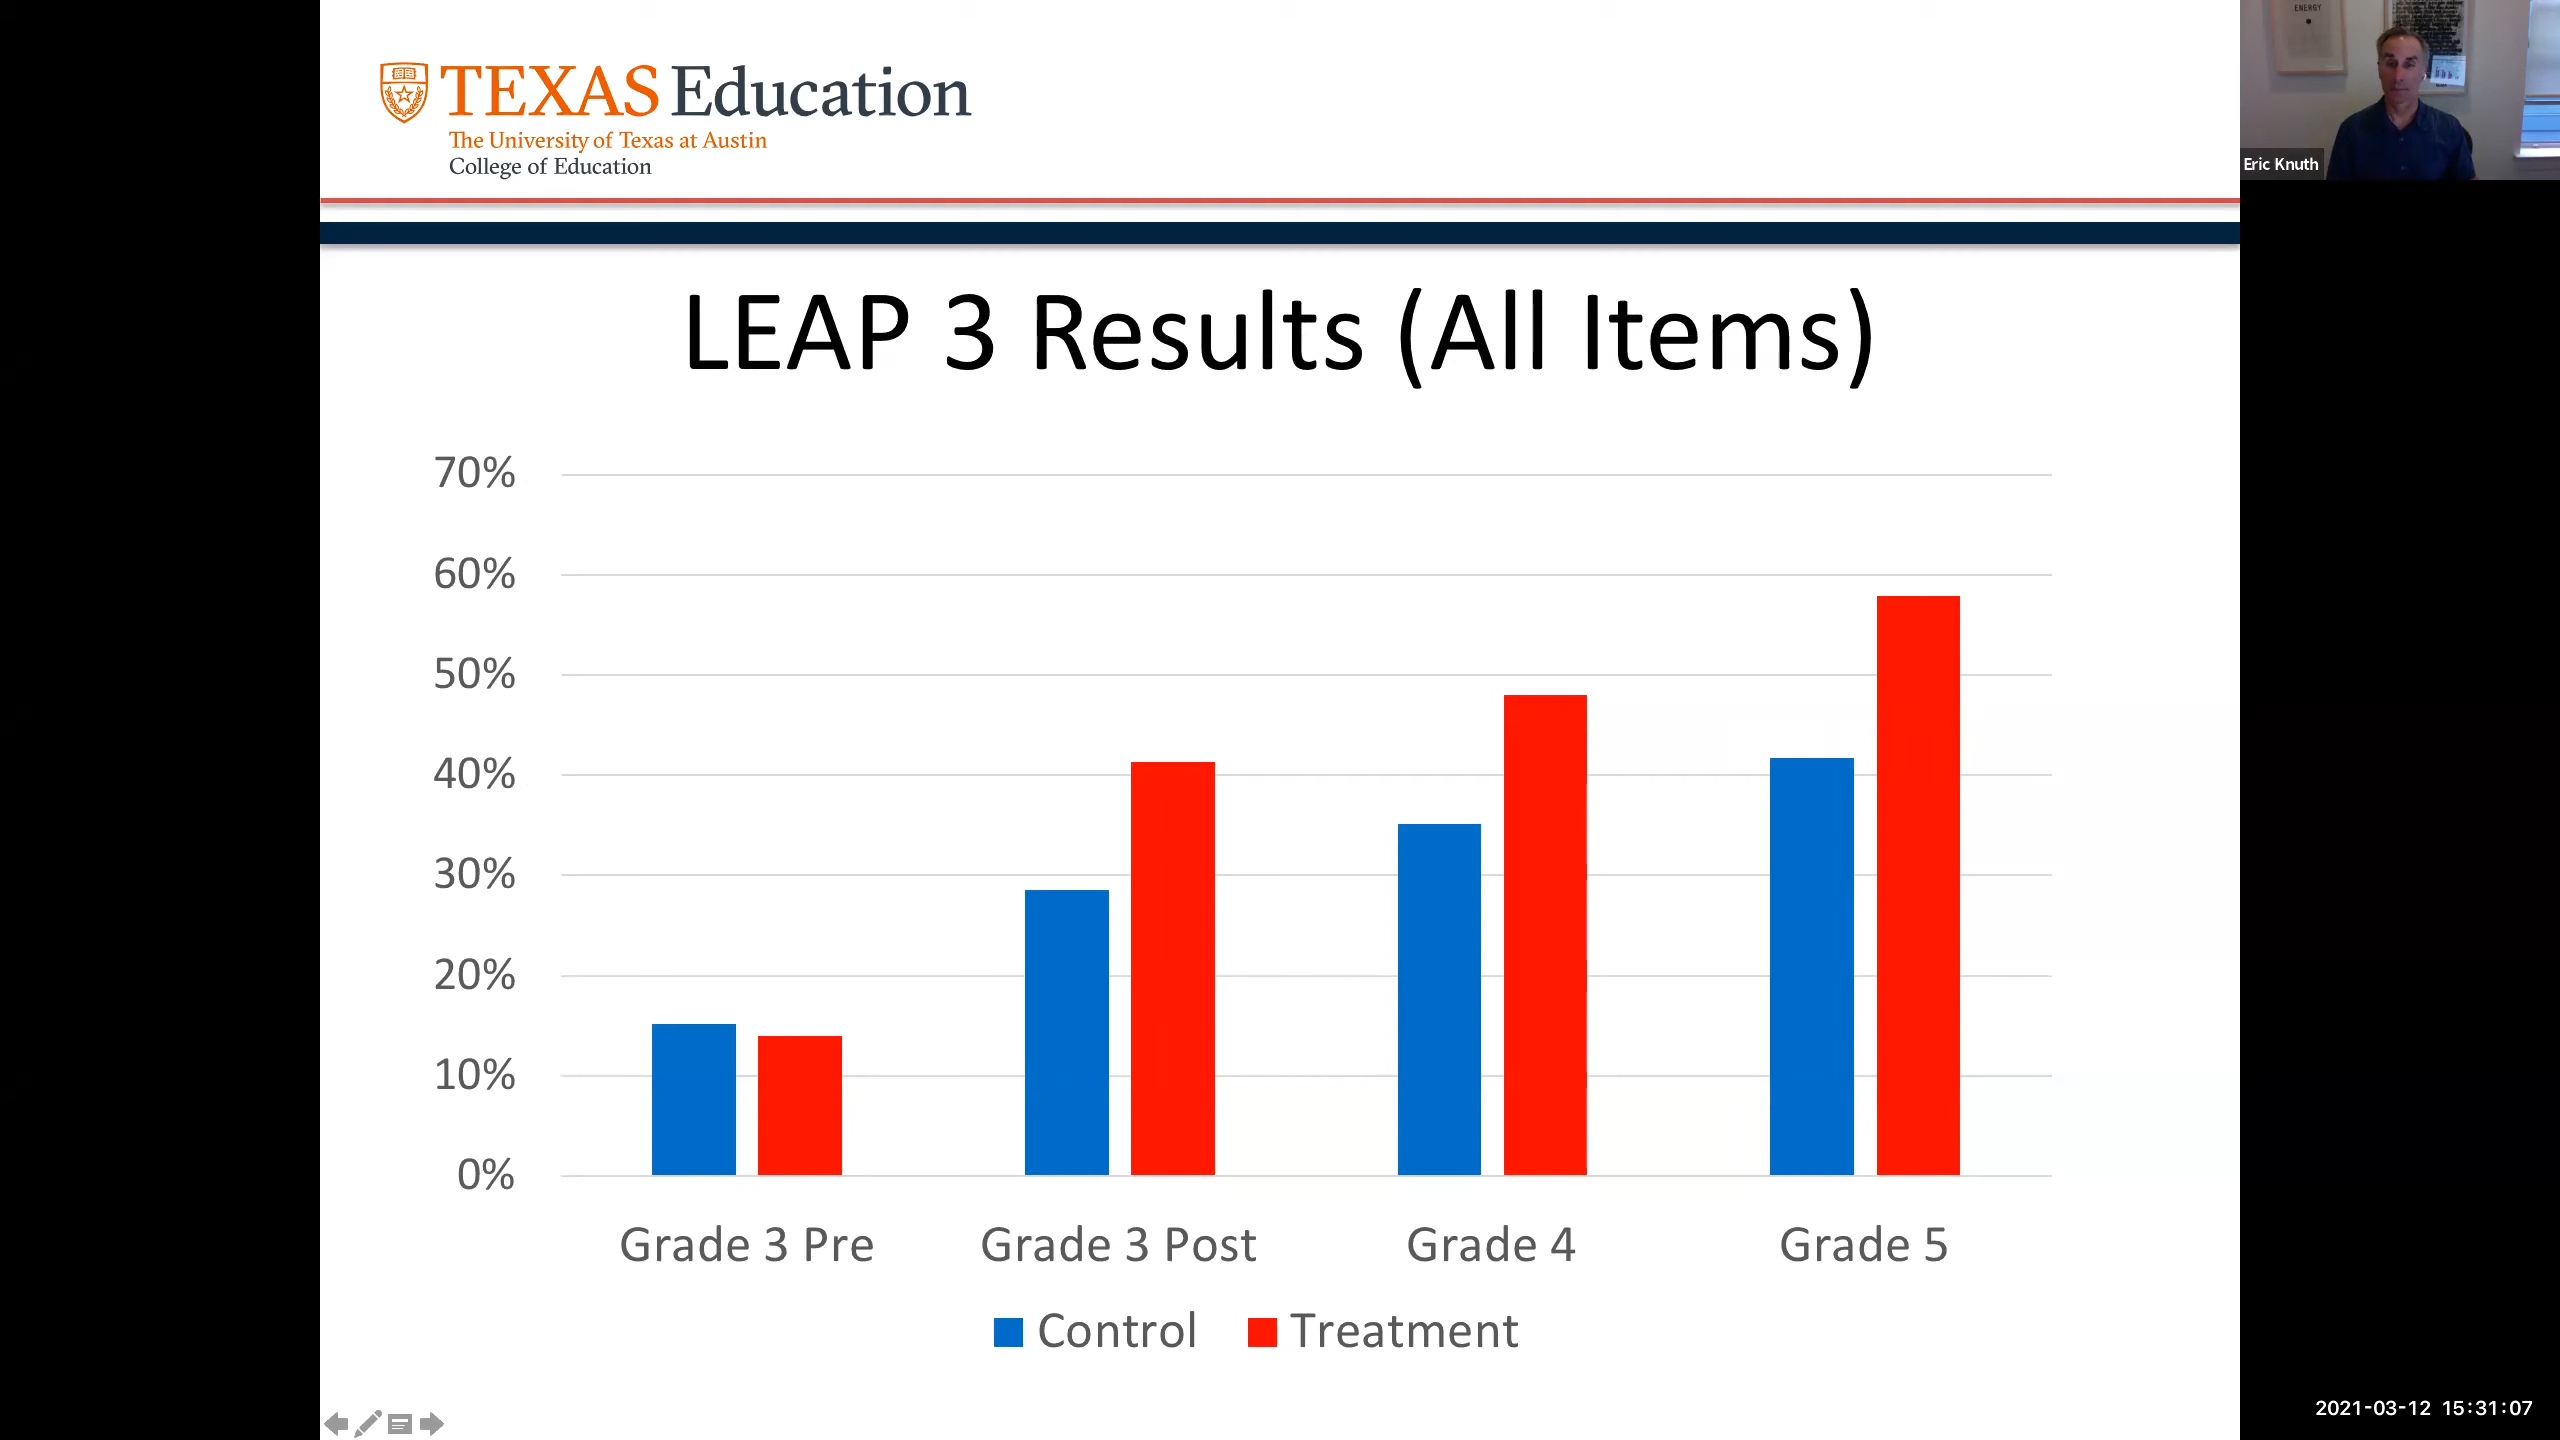 TEXAS Education
The University of Texas at Austin
College of Education
ENERGY
Eric Knuth
LEAP 3 Results (All Items)
70%
60%
50%
40%
30%
20%
10%
0%
Grade 3 Pre Grade 3 Post Grade 4 Grade 5
Control Treatment
2021-03-12 15:31:07